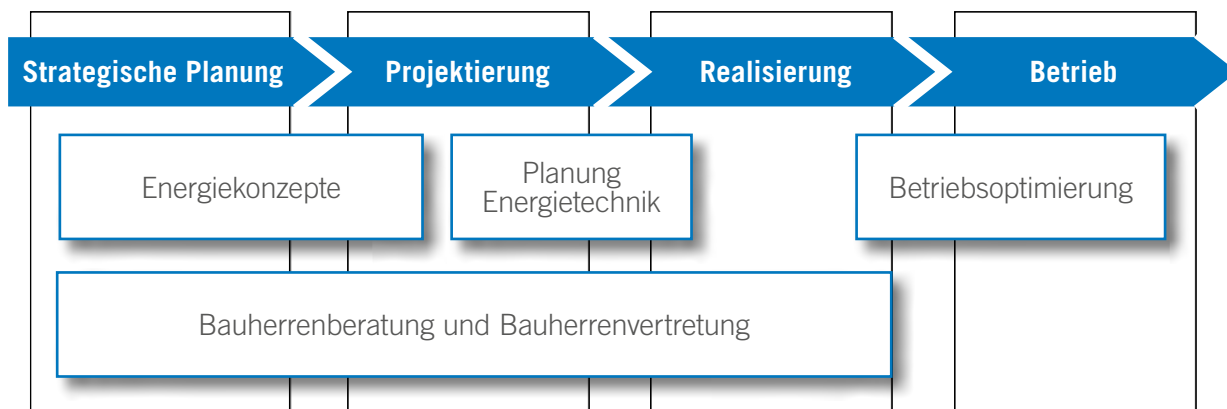 Strategische Planung
Projektierung
Realisierung
Betrieb
Energiekonzepte
Planung
Energietechnik
Betriebsoptimierung
Bauherrenberatung und Bauherrenvertretung